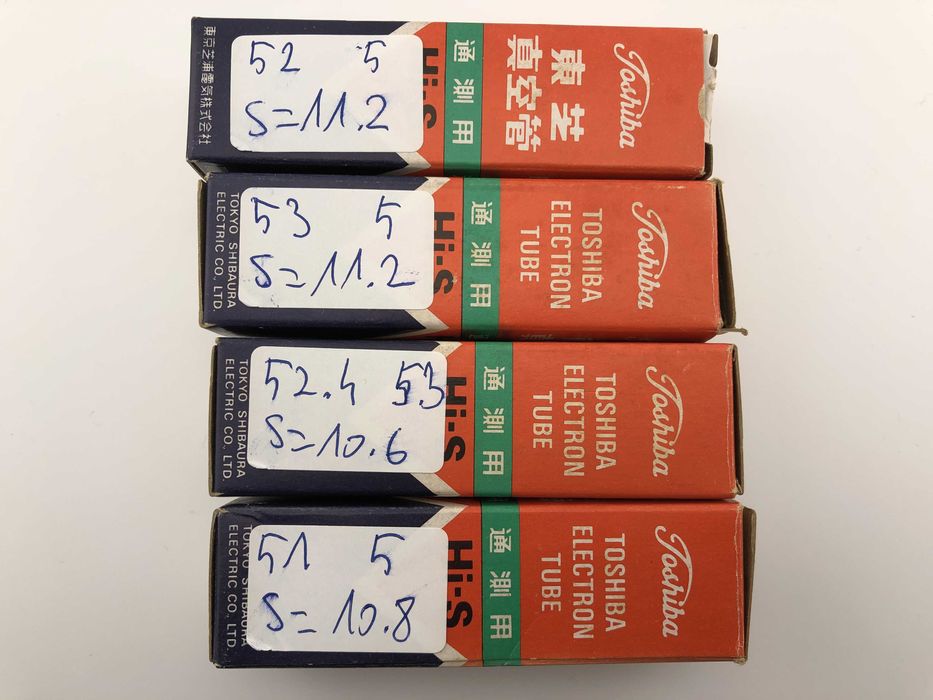 東京芝浦電気株式会社
52 5
S=11.2
Hi-S
通測用
東芝
真空管
Toshiba
TOKYO SHIBAURA
ELECTRIC CO., LTD.
53 5
S=11.2
Hi-S
通測用
TOSHIBA
ELECTRON
TUBE
Toshiba
TOKYO SHIBAURA
ELECTRIC CO., LTD.
52.4 5.3
S=10.6
Hi-S
通測用
TOSHIBA
ELECTRON
TUBE
Toshiba
TOKYO SHIBAURA
ELECTRIC CO., LTD.
51 5
S=10.8
Hi-S
通測用
TOSHIBA
ELECTRON
TUBE
Toshiba